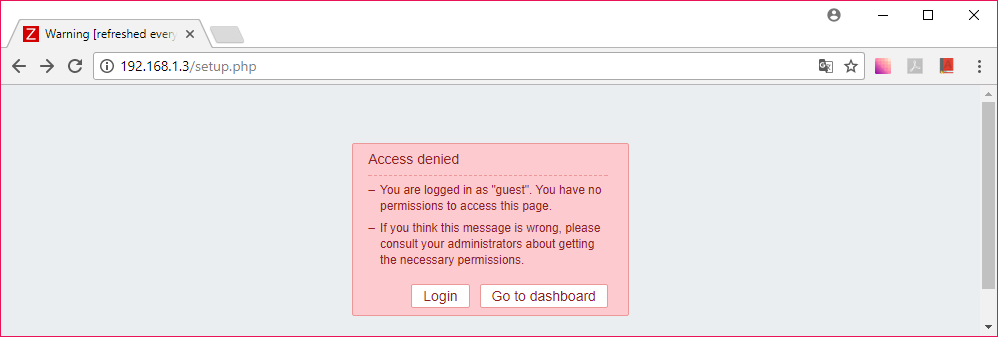 Z Warning [refreshed every
192.168.1.3/setup.php
Access denied
– You are logged in as "guest". You have no
permissions to access this page.
– If you think this message is wrong, please
consult your administrators about getting
the necessary permissions.
Login Go to dashboard